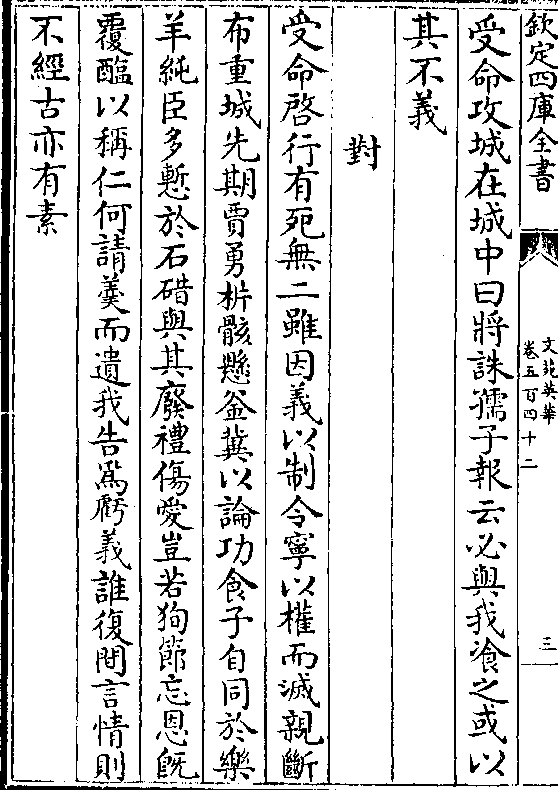 欽定四庫全書
文苑英華
卷五百四十二
三
受命攻城在城中曰將誅孺子報云必與我飡之或以
其不義
對
受命啓行有死無二雖因義以制令寧以權而滅親斷
布重城先期賈勇析骸懸釜冀以論功食子自同於樂
羊純臣多慙於石碏與其廢禮傷愛豈若狥節忘恩既
覆醢以稱仁何請羹而遺我告爲虧義誰復閒言情則
不經古亦有素